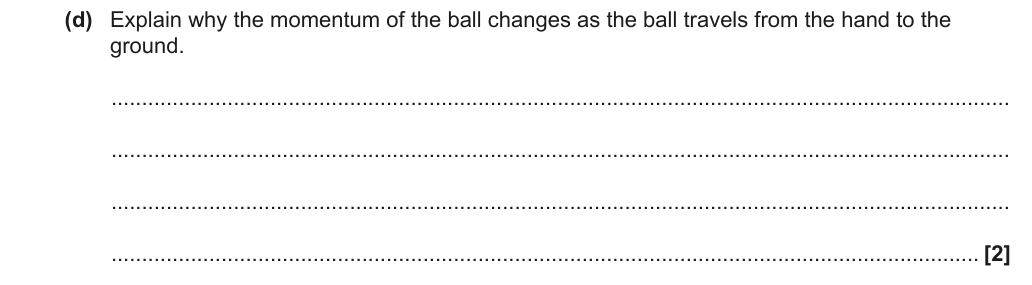 (d) Explain why the momentum of the ball changes as the ball travels from the hand to the
ground.
..........................................................................................................................................................
..........................................................................................................................................................
..........................................................................................................................................................
.................................................................................................................................................... [2]